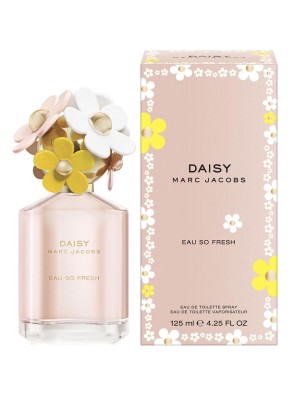 DAISY
MARC JACOBS
EAU SO FRESH
DAISY
MARC JACOBS
EAU SO FRESH
EAU DE TOILETTE SPRAY
EAU DE TOILETTE VAPORISATEUR
125 ml ℮ 4.25 FL OZ